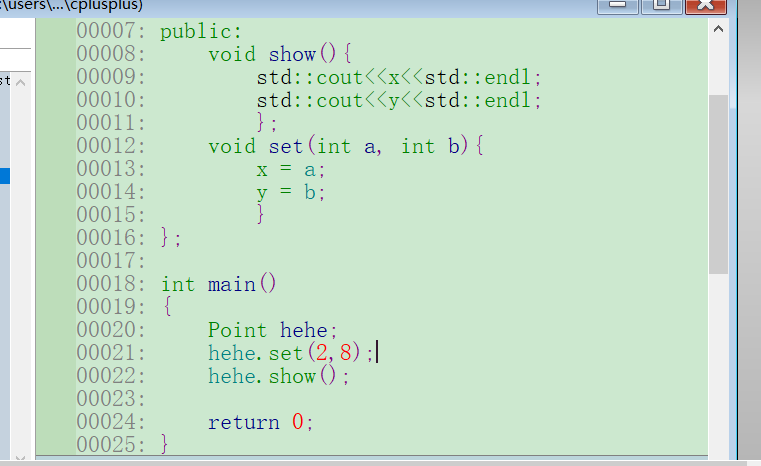 :\users\...\cplusplus)
st
00007: public:
00008:     void show(){
00009:         std::cout<<x<<std::endl;
00010:         std::cout<<y<<std::endl;
00011:         };
00012:     void set(int a, int b){
00013:         x = a;
00014:         y = b;
00015:         }
00016: };
00017:
00018: int main()
00019: {
00020:     Point hehe;
00021:     hehe.set(2,8);
00022:     hehe.show();
00023:
00024:     return 0;
00025: }